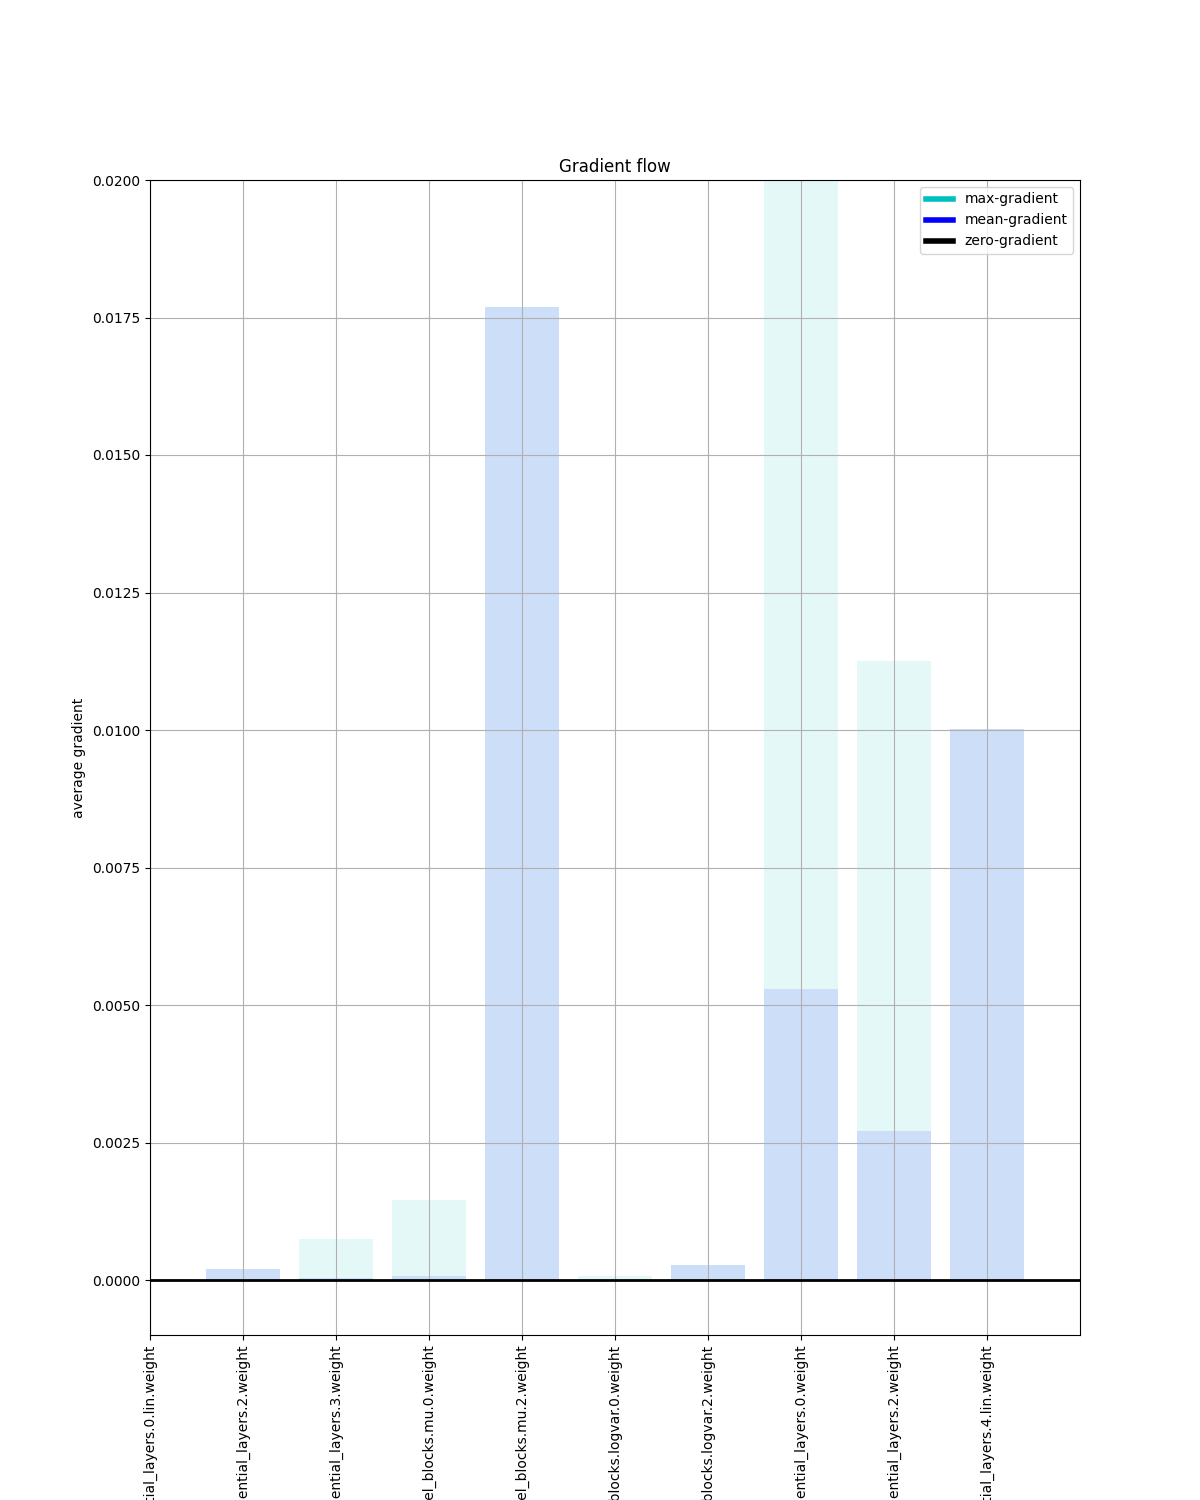 Gradient flow
max-gradient
mean-gradient
zero-gradient
average gradient
0.0200
0.0175
0.0150
0.0125
0.0100
0.0075
0.0050
0.0025
0.0000
tial_layers.0.lin.weight
ential_layers.2.weight
ential_layers.3.weight
el_blocks.mu.0.weight
el_blocks.mu.2.weight
blocks.logvar.0.weight
blocks.logvar.2.weight
ential_layers.0.weight
ential_layers.2.weight
tial_layers.4.lin.weight